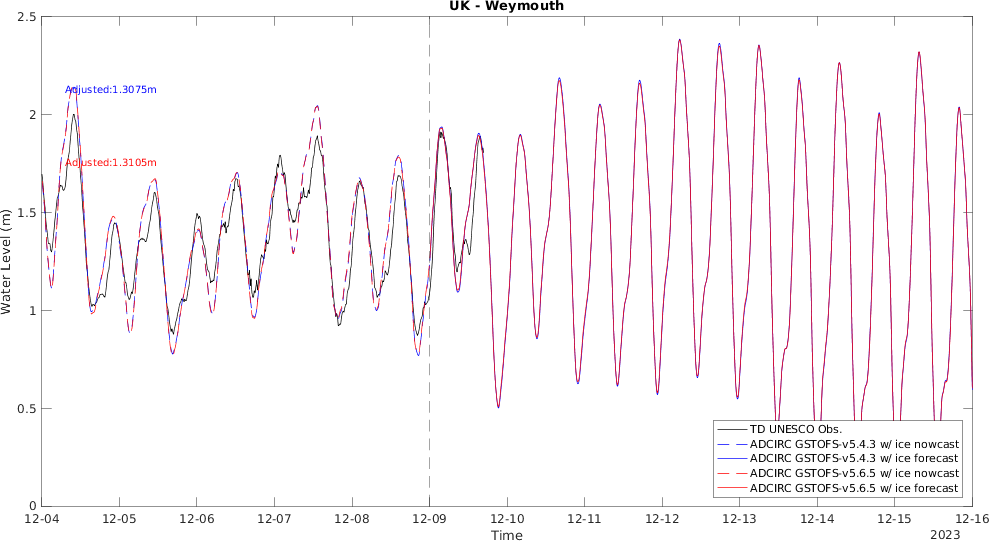 UK - Weymouth
2.5
2
1.5
1
0.5
0
Water Level (m)
Adjusted:1.3075m
Adjusted:1.3105m
TD UNESCO Obs.
ADCIRC GSTOFS-v5.4.3 w/ ice nowcast
ADCIRC GSTOFS-v5.4.3 w/ ice forecast
ADCIRC GSTOFS-v5.6.5 w/ ice nowcast
ADCIRC GSTOFS-v5.6.5 w/ ice forecast
12-04 12-05 12-06 12-07 12-08 12-09 12-10 12-11 12-12 12-13 12-14 12-15 12-16
Time 2023